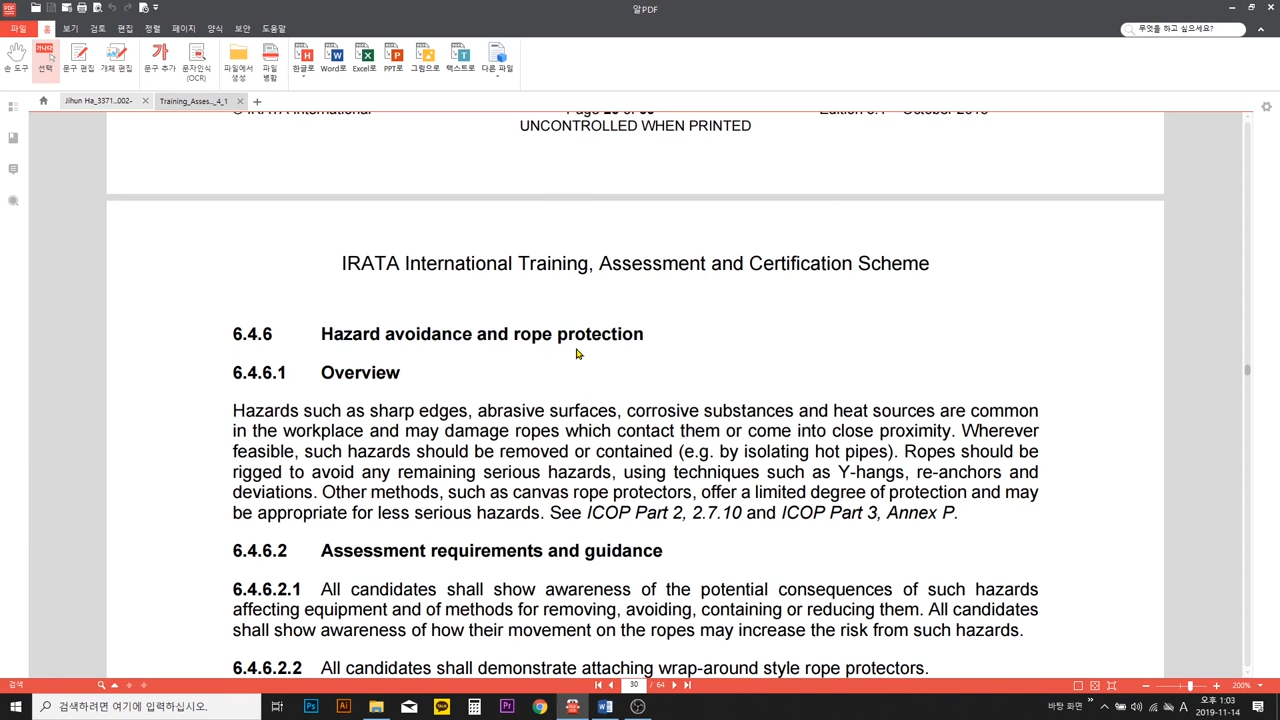 알PDF
파일 홈 보기 검토 편집 정렬 페이지 양식 보안 도움말
무엇을 하고 싶으세요?
손 도구 선택 문구 편집 개체 편집 문구 추가 문자인식 (OCR) 파일에서 생성 파일 병합 한글로 Word로 Excel로 PPT로 그림으로 텍스트로 다른 파일
Jihun Ha_3371..002- Training_Asses..._4_1
UNCONTROLLED WHEN PRINTED
IRATA International Training, Assessment and Certification Scheme
6.4.6 Hazard avoidance and rope protection
6.4.6.1 Overview
Hazards such as sharp edges, abrasive surfaces, corrosive substances and heat sources are common
in the workplace and may damage ropes which contact them or come into close proximity. Wherever
feasible, such hazards should be removed or contained (e.g. by isolating hot pipes). Ropes should be
rigged to avoid any remaining serious hazards, using techniques such as Y-hangs, re-anchors and
deviations. Other methods, such as canvas rope protectors, offer a limited degree of protection and may
be appropriate for less serious hazards. See ICOP Part 2, 2.7.10 and ICOP Part 3, Annex P.
6.4.6.2 Assessment requirements and guidance
6.4.6.2.1 All candidates shall show awareness of the potential consequences of such hazards
affecting equipment and of methods for removing, avoiding, containing or reducing them. All candidates
shall show awareness of how their movement on the ropes may increase the risk from such hazards.
6.4.6.2.2 All candidates shall demonstrate attaching wrap-around style rope protectors.
검색 30 / 64 200%
검색하려면 여기에 입력하십시오.
바탕 화면 A 오후 1:03
2019-11-14